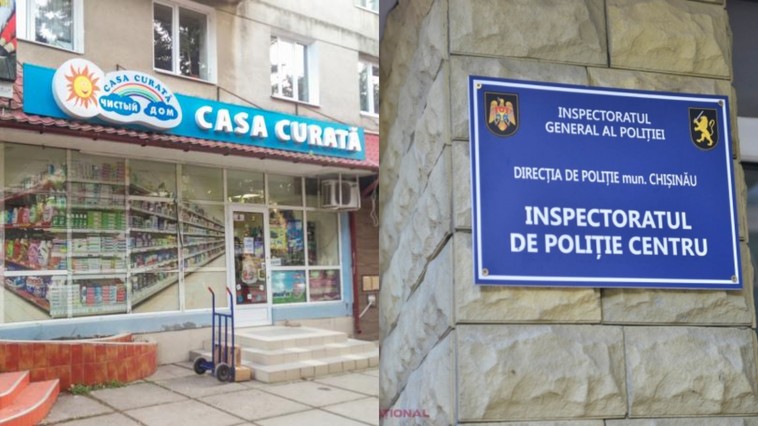 CASA CURATĂ
ЧИСТЫЙ ДОМ
CASA CURATĂ
INSPECTORATUL
GENERAL AL POLIȚIEI
DIRECȚIA DE POLIȚIE mun. CHIȘINĂU
INSPECTORATUL
DE POLIȚIE CENTRU
NATIONAL